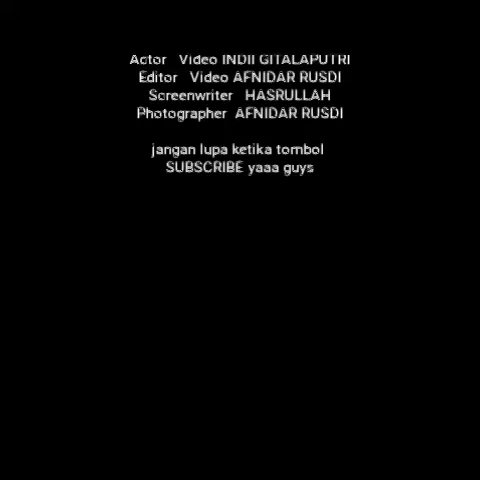 Actor Video INDII GITALAPUTRI
Editor Video AFNIDAR RUSDI
Screenwriter HASRULLAH
Photographer AFNIDAR RUSDI
jangan lupa ketika tombol
SUBSCRIBE yaaa guys